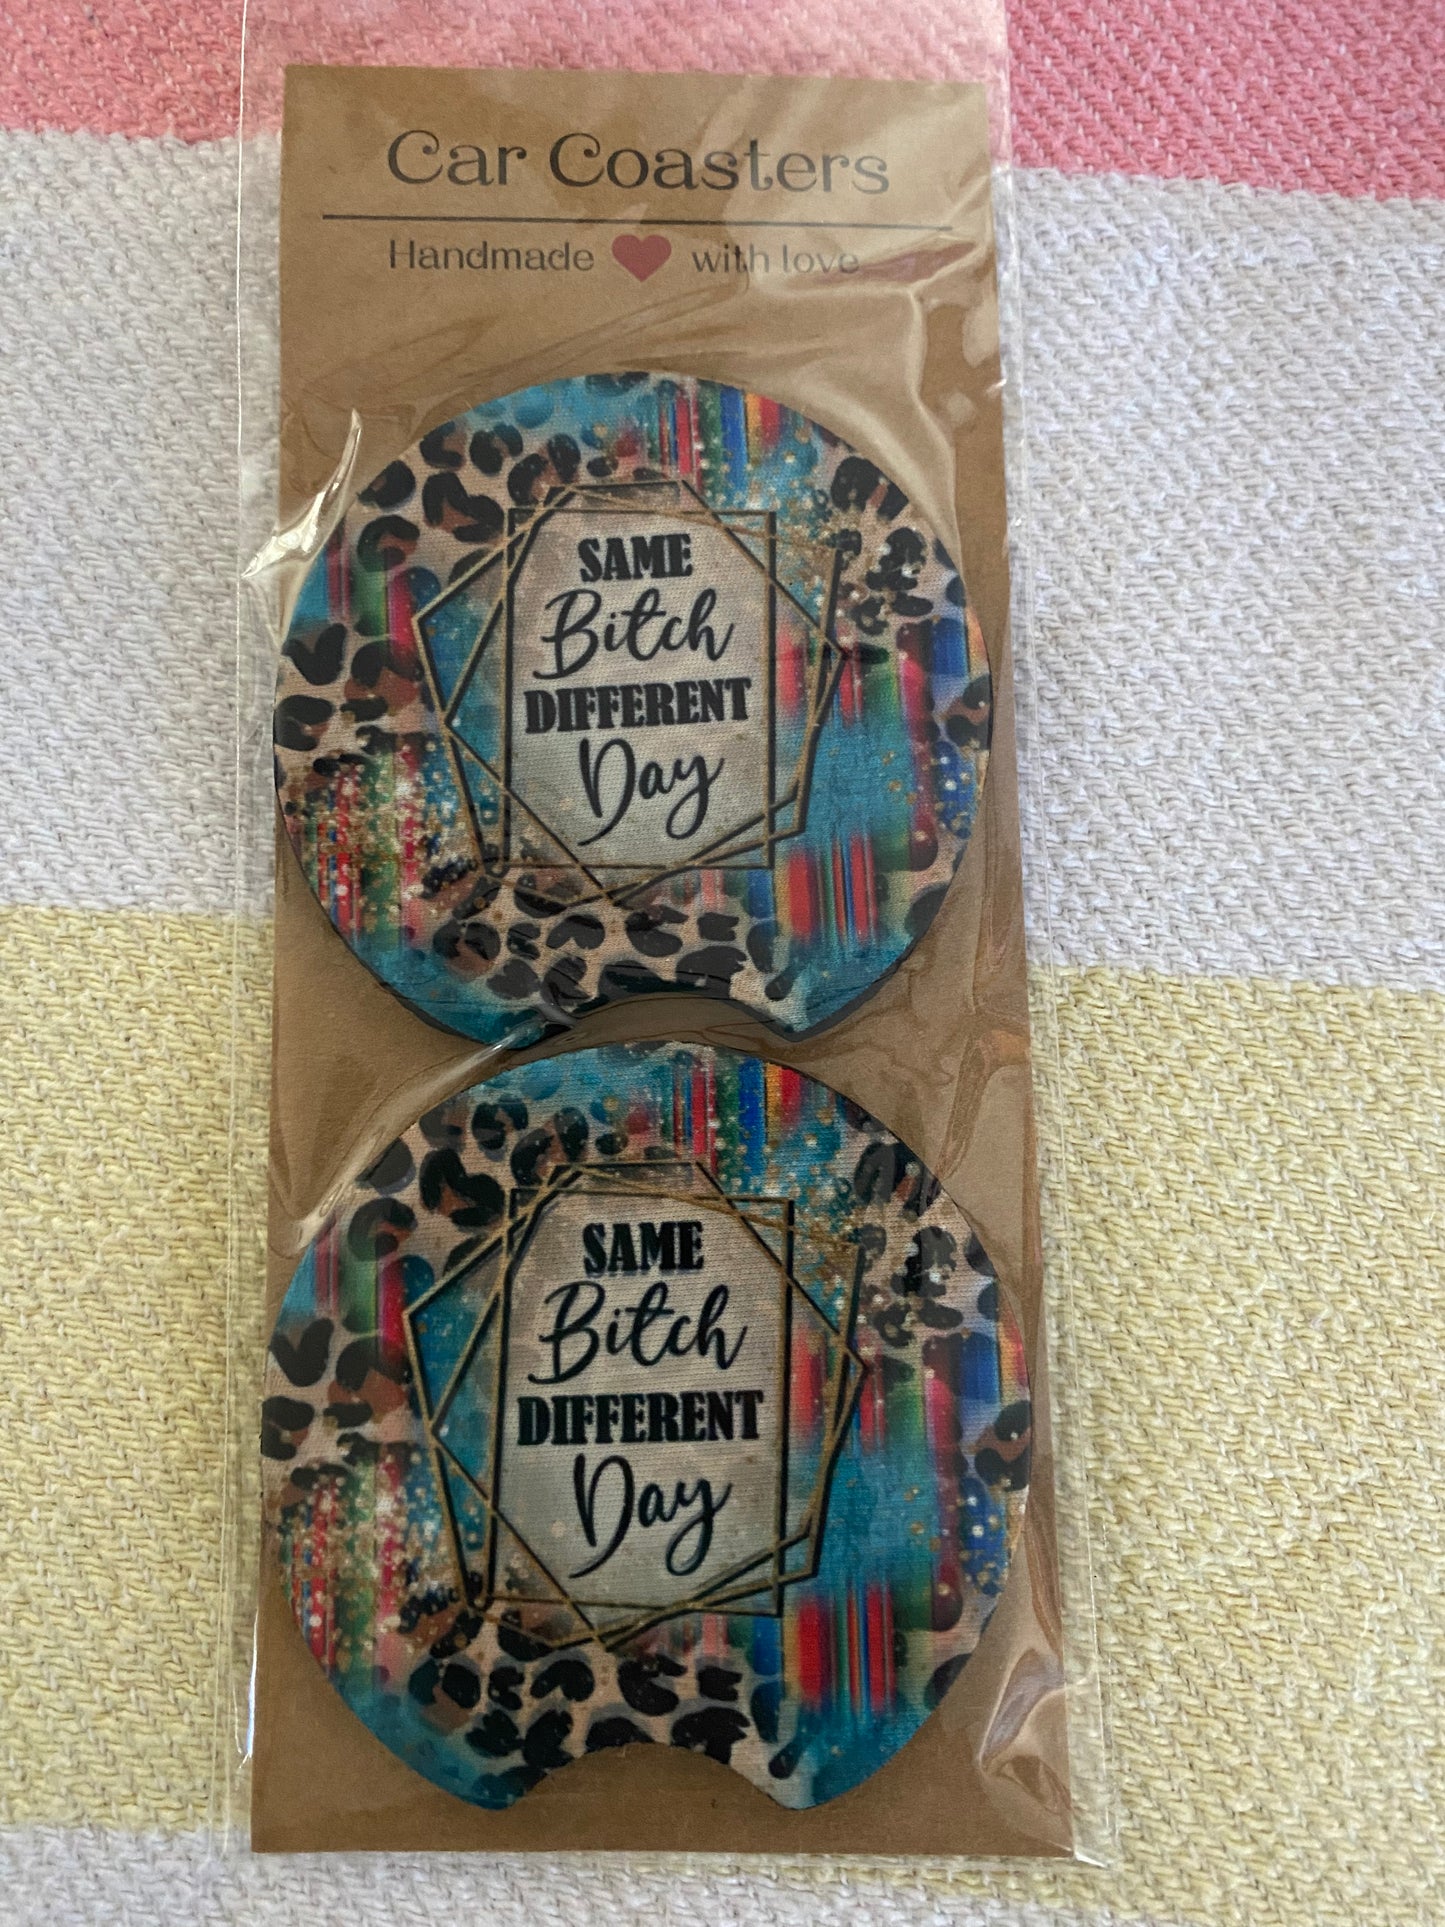 Car Coasters
Handmade with love
SAME
Bitch
DIFFERENT
Day
SAME
Bitch
DIFFERENT
Day